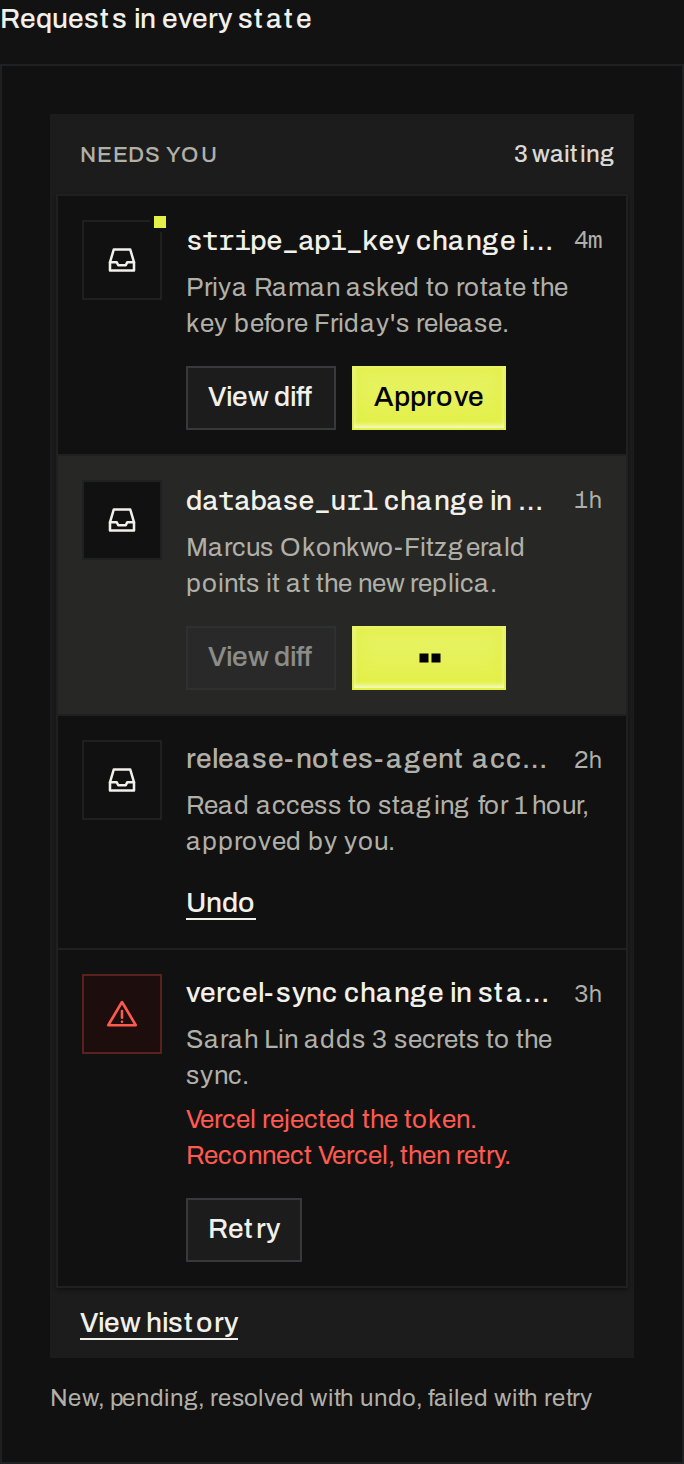 Requests in every state
NEEDS YOU
3 waiting
stripe_api_key change i...
4m
Priya Raman asked to rotate the
key before Friday's release.
View diff
Approve
database_url change in ...
1h
Marcus Okonkwo-Fitzgerald
points it at the new replica.
View diff
release-notes-agent acc...
2h
Read access to staging for 1 hour,
approved by you.
Undo
vercel-sync change in sta...
3h
Sarah Lin adds 3 secrets to the
sync.
Vercel rejected the token.
Reconnect Vercel, then retry.
Retry
View history
New, pending, resolved with undo, failed with retry